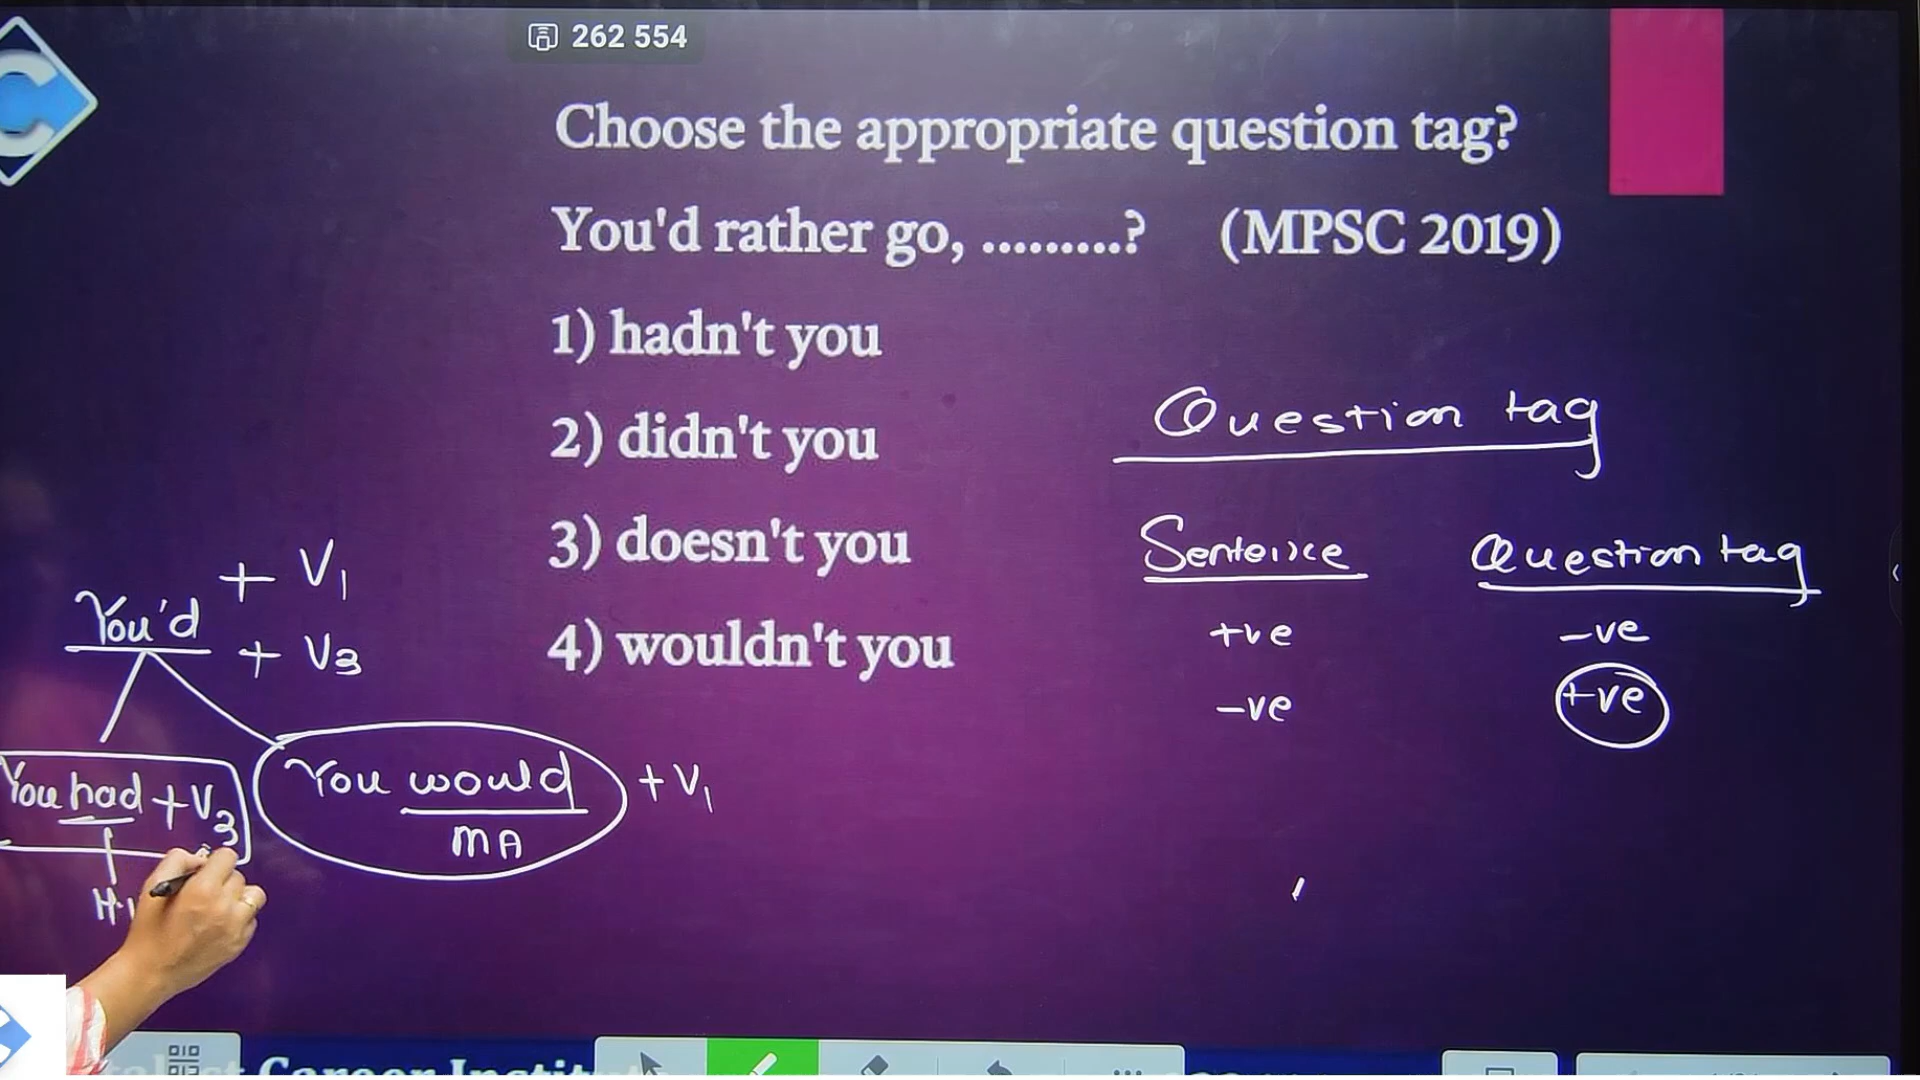 262 554
Choose the appropriate question tag?
You'd rather go, .........? (MPSC 2019)
1) hadn't you
2) didn't you
3) doesn't you
4) wouldn't you
Question tag
Sentence Question tag
+ve -ve
-ve +ve
You'd + V1
+ V3
You had + V3
You would + V1
MA
Career